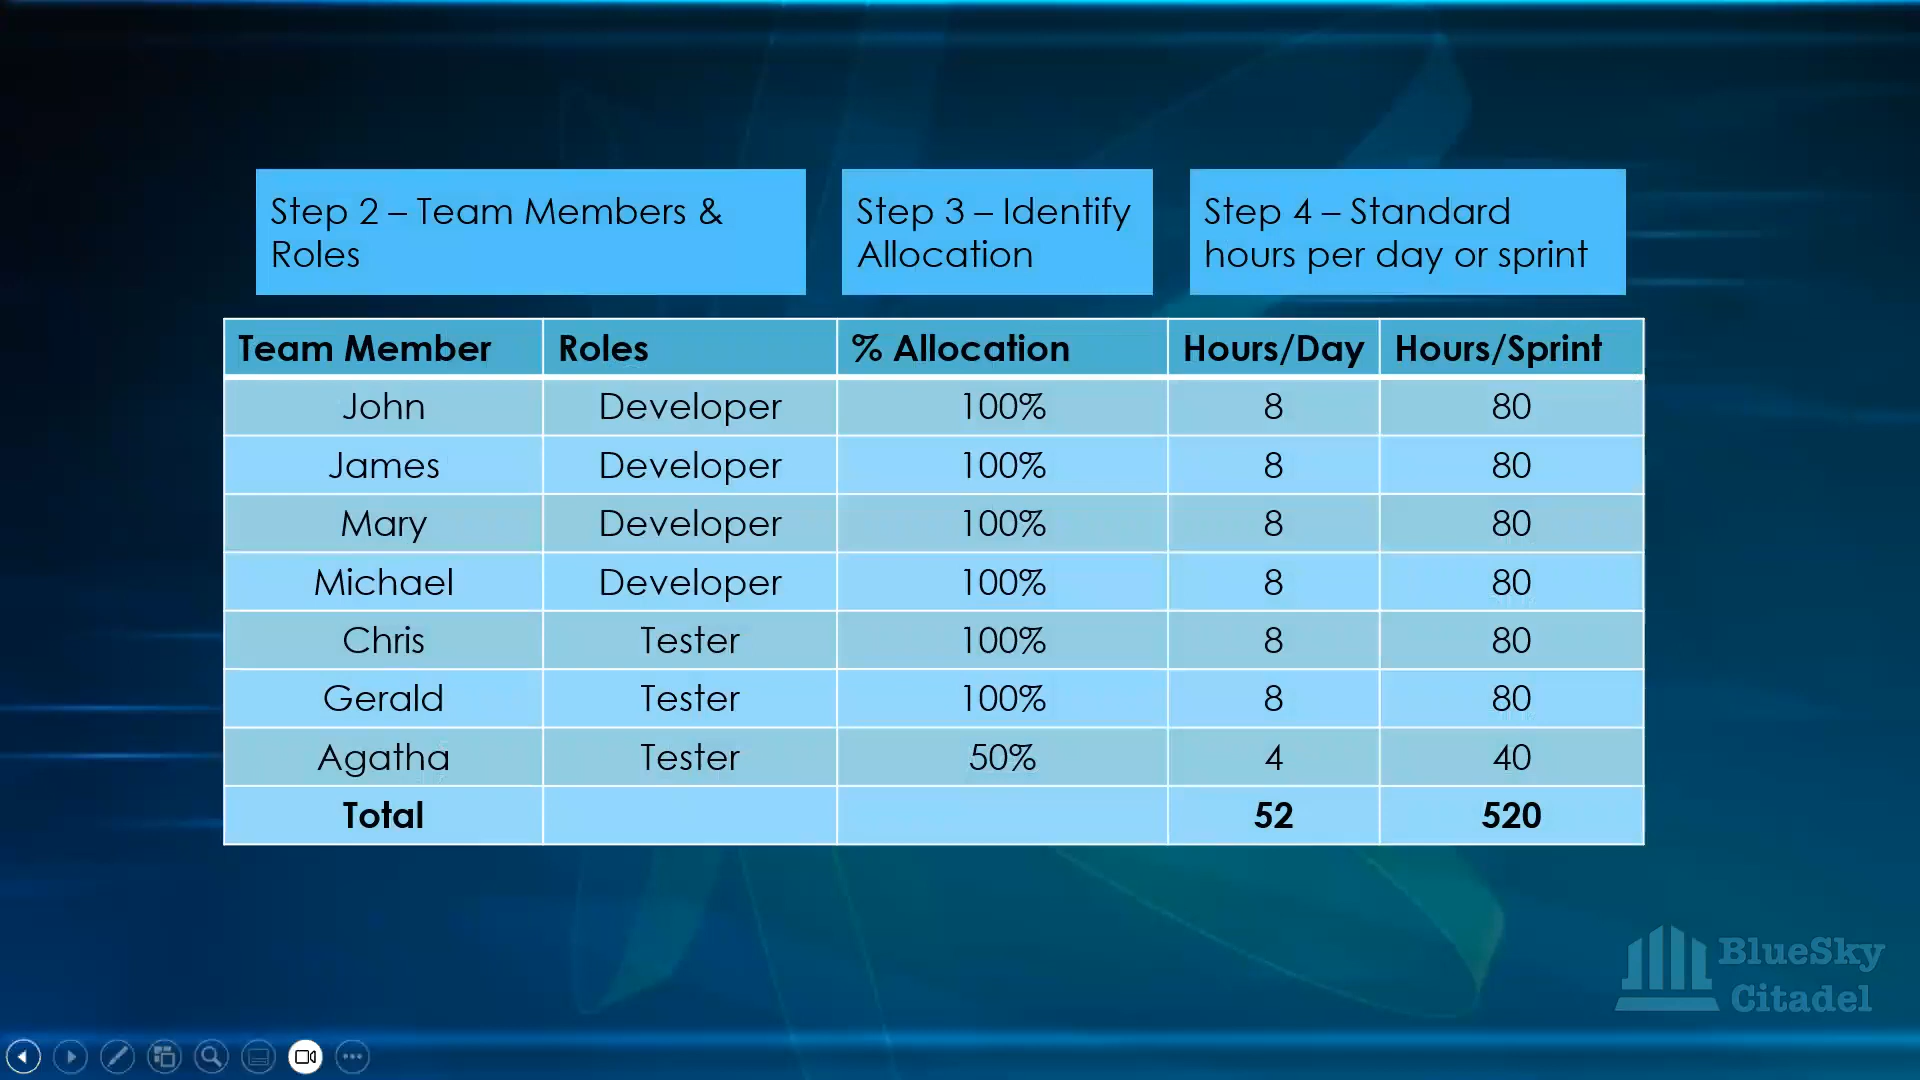 Step 2 – Team Members &
Roles
Step 3 – Identify
Allocation
Step 4 – Standard
hours per day or sprint
Team Member Roles % Allocation Hours/Day Hours/Sprint
John Developer 100% 8 80
James Developer 100% 8 80
Mary Developer 100% 8 80
Michael Developer 100% 8 80
Chris Tester 100% 8 80
Gerald Tester 100% 8 80
Agatha Tester 50% 4 40
Total 52 520
BlueSky
Citadel